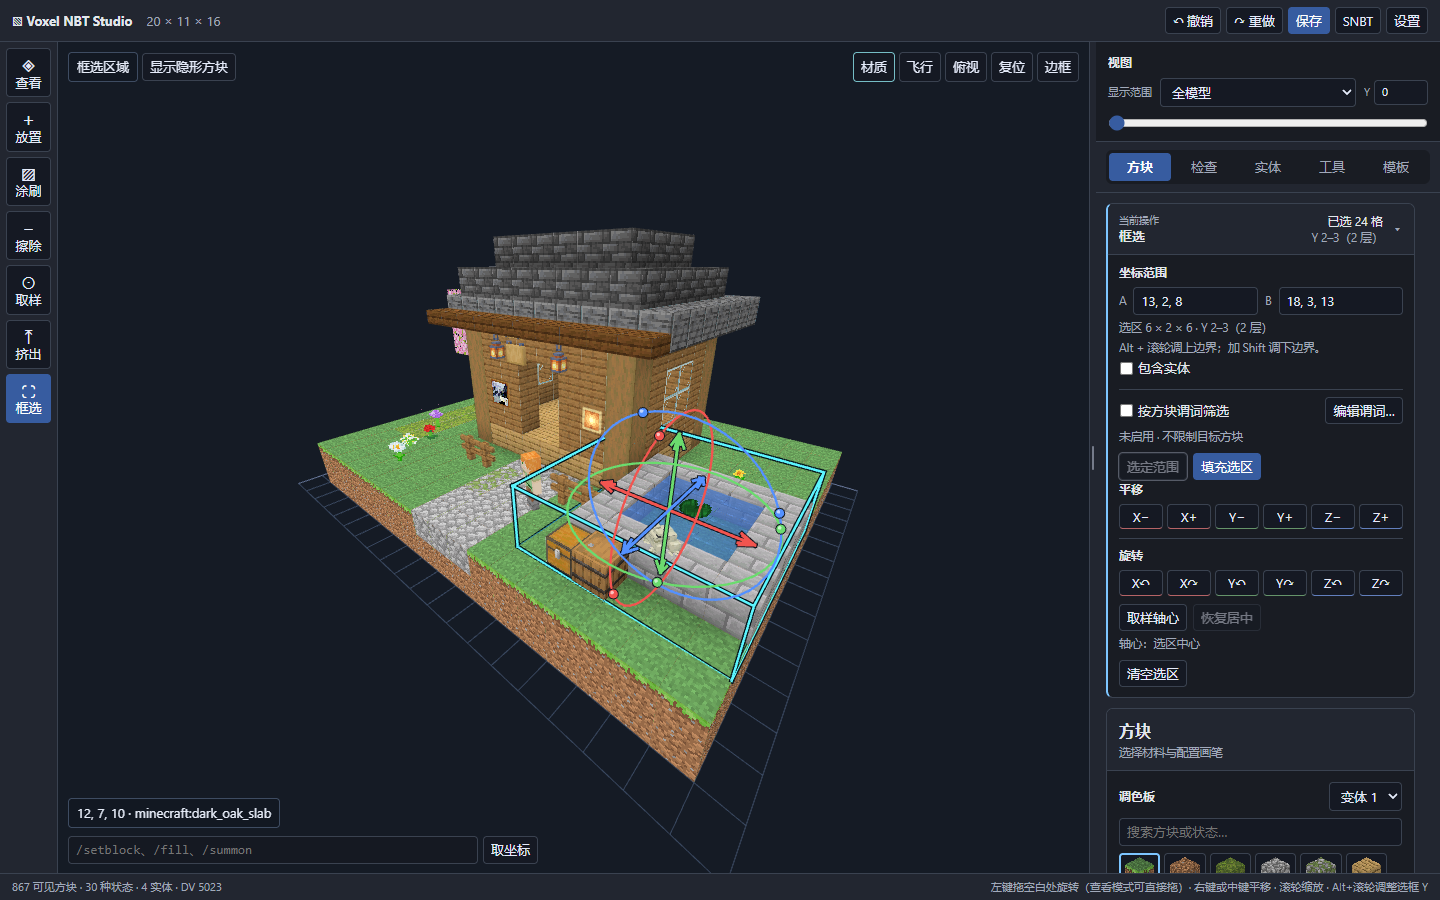 Voxel NBT Studio 20 × 11 × 16
↶ 撤销 ↷ 重做 保存 SNBT 设置
查看
放置
涂刷
擦除
取样
挤出
框选
框选区域 显示隐形方块
材质 飞行 俯视 复位 边框
12, 7, 10 · minecraft:dark_oak_slab
/setblock、/fill、/summon 取坐标
视图
显示范围 全模型 Y 0
方块 检查 实体 工具 模板
当前操作
框选
已选 24 格
Y 2–3（2 层）
坐标范围
A 13, 2, 8 B 18, 3, 13
选区 6 × 2 × 6 · Y 2–3（2 层）
Alt + 滚轮调上边界；加 Shift 调下边界。
包含实体
按方块谓词筛选 编辑谓词...
未启用 · 不限制目标方块
选定范围 填充选区
平移
X− X+ Y− Y+ Z− Z+
旋转
X↶ X↷ Y↶ Y↷ Z↶ Z↷
取样轴心 恢复居中
轴心：选区中心
清空选区
方块
选择材料与配置画笔
调色板 变体 1
搜索方块或状态...
867 可见方块 · 30 种状态 · 4 实体 · DV 5023
左键拖空白处旋转（查看模式可直接拖）· 右键或中键平移 · 滚轮缩放 · Alt+滚轮调整选框 Y